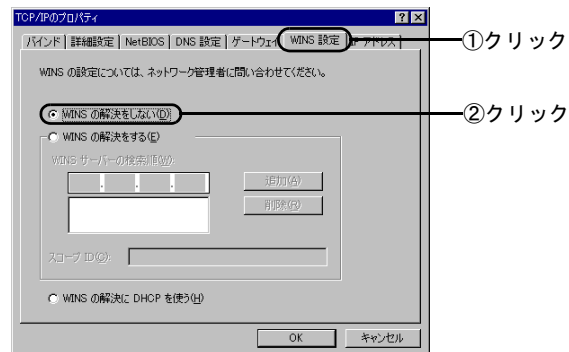 TCP/IPのプロパティ
バインド 詳細設定 NetBIOS DNS 設定 ゲートウェイ WINS 設定 IP アドレス
①クリック
WINS の設定については、ネットワーク管理者に問い合わせてください。
WINS の解決をしない(D)
②クリック
WINS の解決をする(E)
WINS サーバーの検索順(W):
追加(A)
削除(R)
スコープ ID(C):
WINS の解決に DHCP を使う(H)
OK キャンセル